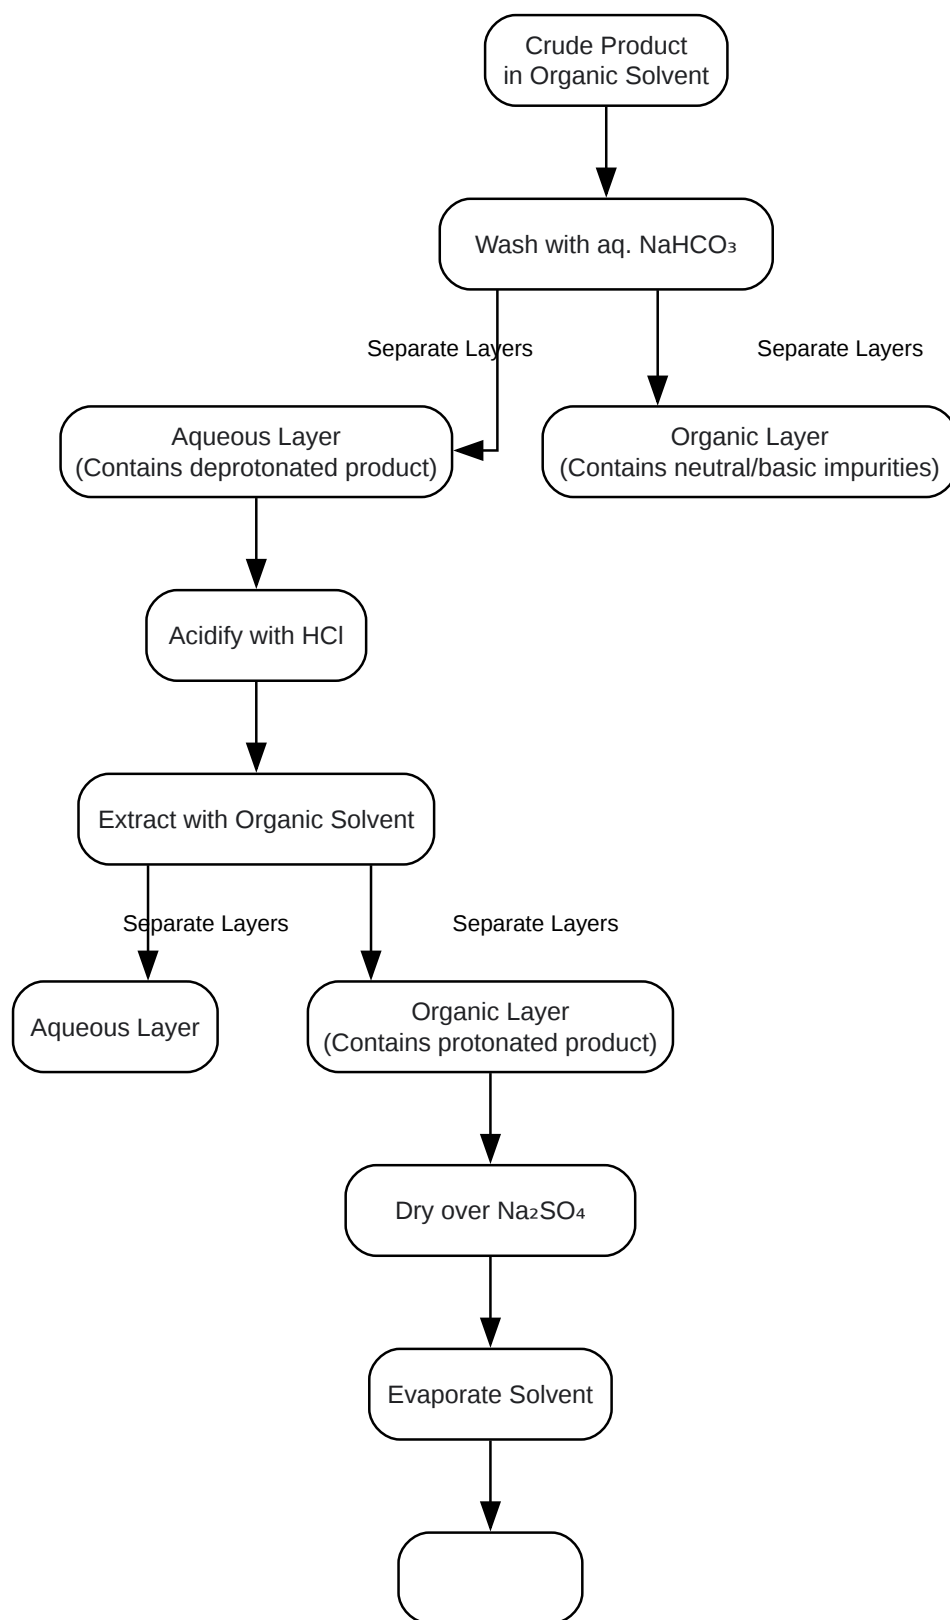 Crude Product
in Organic Solvent
Wash with aq. NaHCO₃
Separate Layers
Separate Layers
Aqueous Layer
(Contains deprotonated product)
Organic Layer
(Contains neutral/basic impurities)
Acidify with HCl
Extract with Organic Solvent
Separate Layers
Separate Layers
Aqueous Layer
Organic Layer
(Contains protonated product)
Dry over Na₂SO₄
Evaporate Solvent